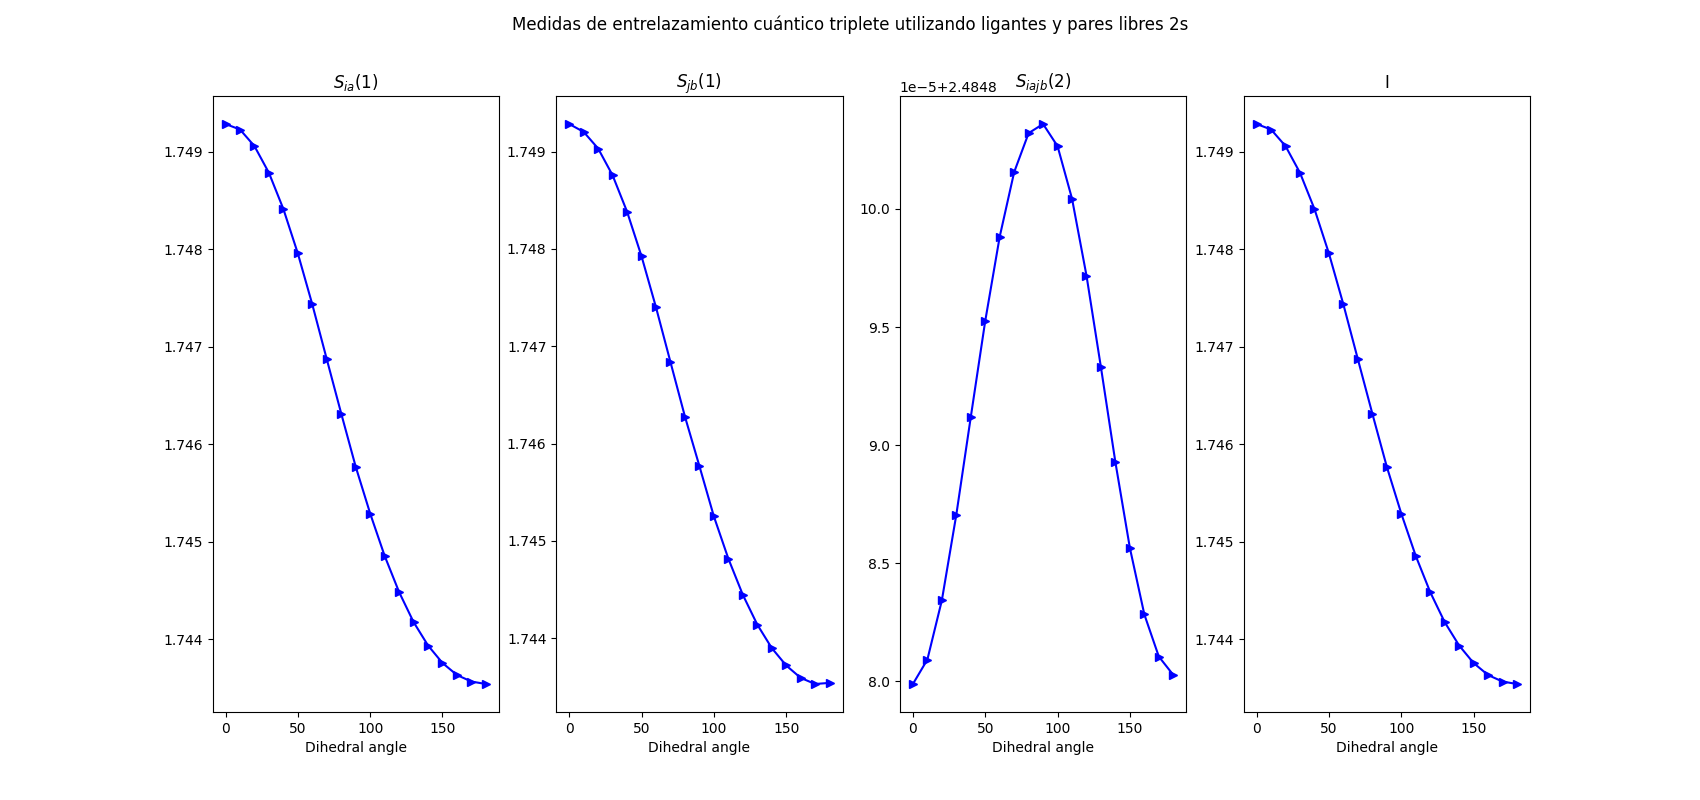 Medidas de entrelazamiento cuántico triplete utilizando ligantes y pares libres 2s
S_{ia}(1)
1.749
1.748
1.747
1.746
1.745
1.744
0 50 100 150
Dihedral angle
S_{jb}(1)
1.749
1.748
1.747
1.746
1.745
1.744
0 50 100 150
Dihedral angle
1e−5+2.4848
S_{iajb}(2)
10.0
9.5
9.0
8.5
8.0
0 50 100 150
Dihedral angle
I
1.749
1.748
1.747
1.746
1.745
1.744
0 50 100 150
Dihedral angle